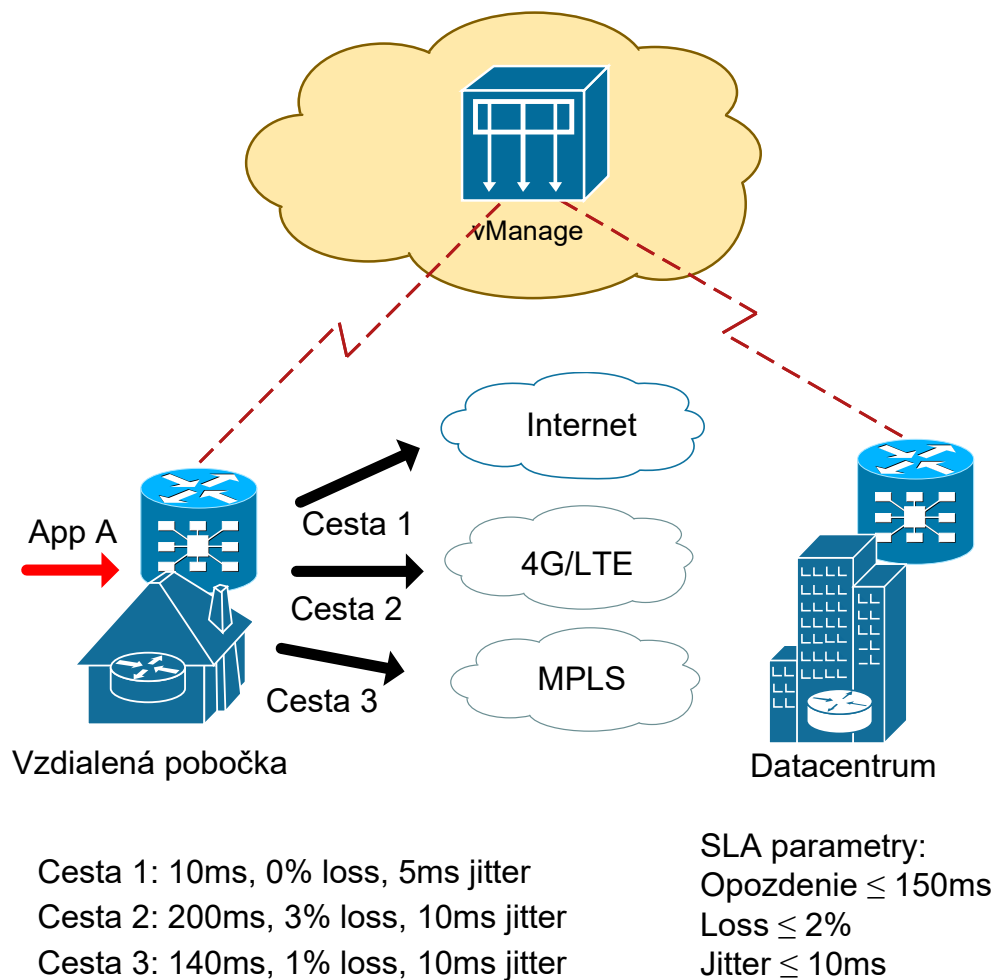 vManage
Internet
App A
Cesta 1
4G/LTE
Cesta 2
MPLS
Cesta 3
Vzdialená pobočka
Datacentrum
Cesta 1: 10ms, 0% loss, 5ms jitter
Cesta 2: 200ms, 3% loss, 10ms jitter
Cesta 3: 140ms, 1% loss, 10ms jitter
SLA parametry:
Opozdenie ≤ 150ms
Loss ≤ 2%
Jitter ≤ 10ms